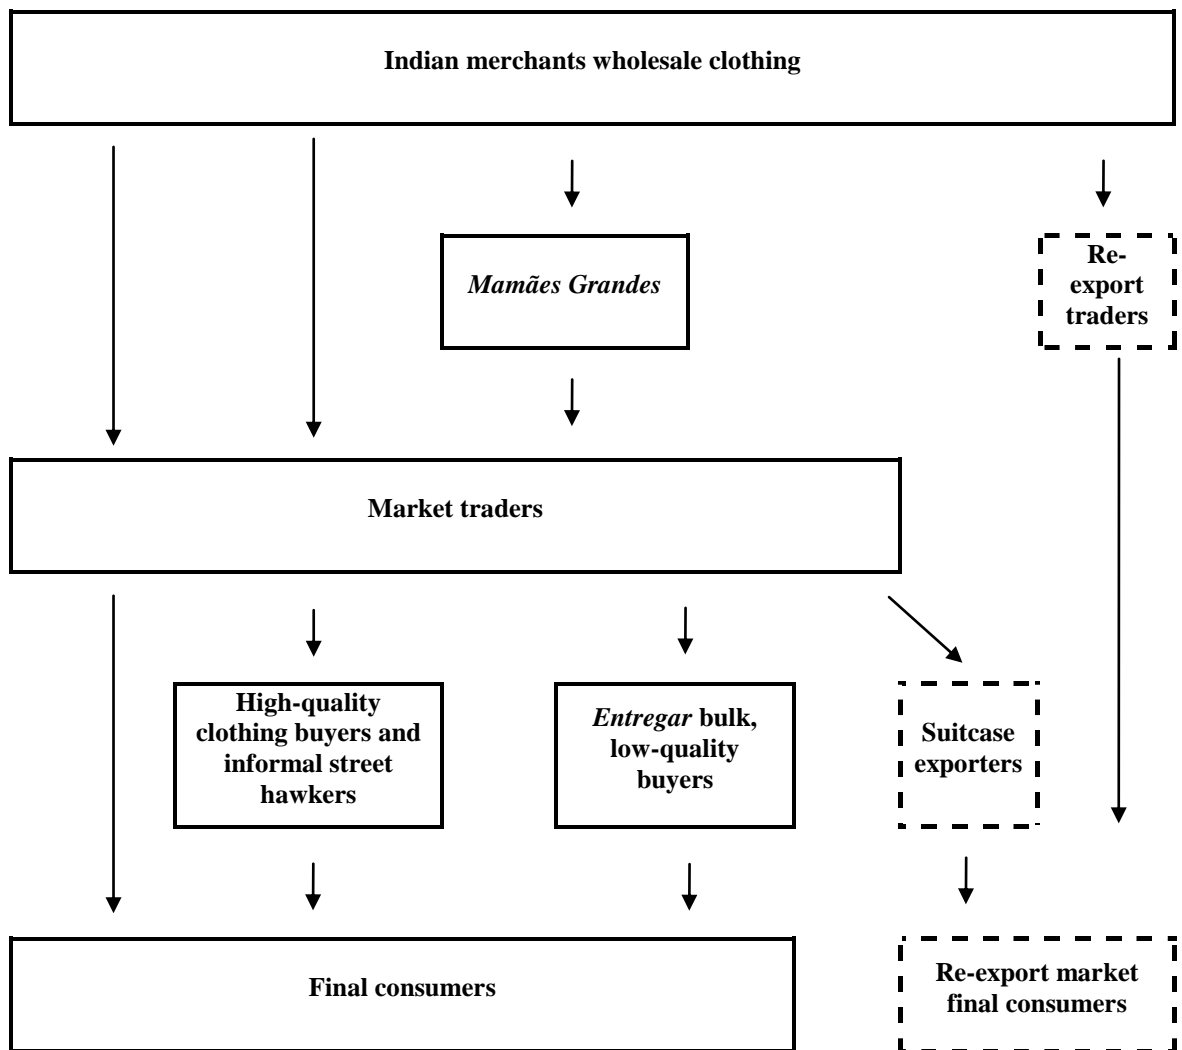 Indian merchants wholesale clothing
Mamães Grandes
Re-
export
traders
Market traders
High-quality
clothing buyers and
informal street
hawkers
Entregar bulk,
low-quality
buyers
Suitcase
exporters
Final consumers
Re-export market
final consumers